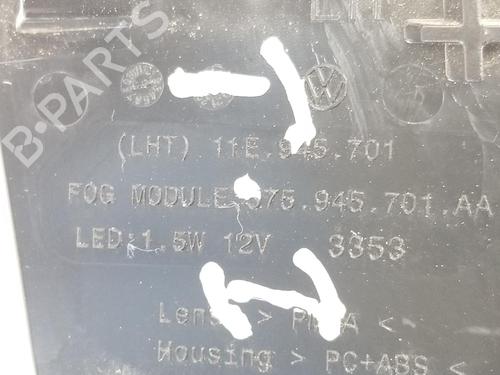 LH
B-PARTS
(LHT) 11E.945.701
FOG MODULE 575.945.701.AA
LED:1.5W 12V 3353
Lens > PMMA <
Housing > PC+ABS <